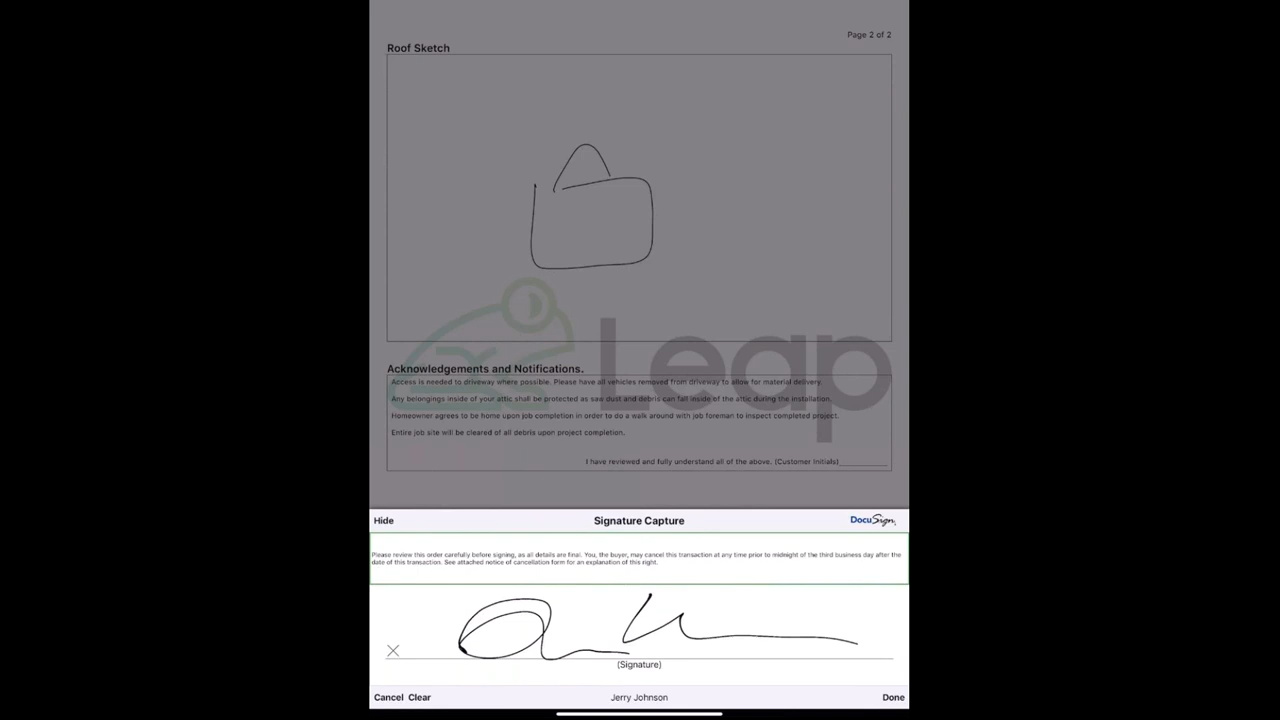 Page 2 of 2
Roof Sketch
Leap
Acknowledgements and Notifications.
Access is needed to driveway where possible. Please have all vehicles removed from driveway to allow for material delivery
Any belongings inside of your attic shall be protected as saw dust and debris can fall inside of the attic during the installation.
Homeowner agrees to be home upon job completion in order to do a walk around with job foreman to inspect completed project.
Entire job site will be cleared of all debris upon project completion.
I have reviewed and fully understand all of the above. (Customer Initials)________
Hide
Signature Capture
DocuSign
Please review this order carefully before signing, as all details are final. You, the buyer, may cancel this transaction at any time prior to midnight of the third business day after the
date of this transaction. See attached notice of cancellation form for an explanation of this right.
(Signature)
Cancel Clear
Jerry Johnson
Done